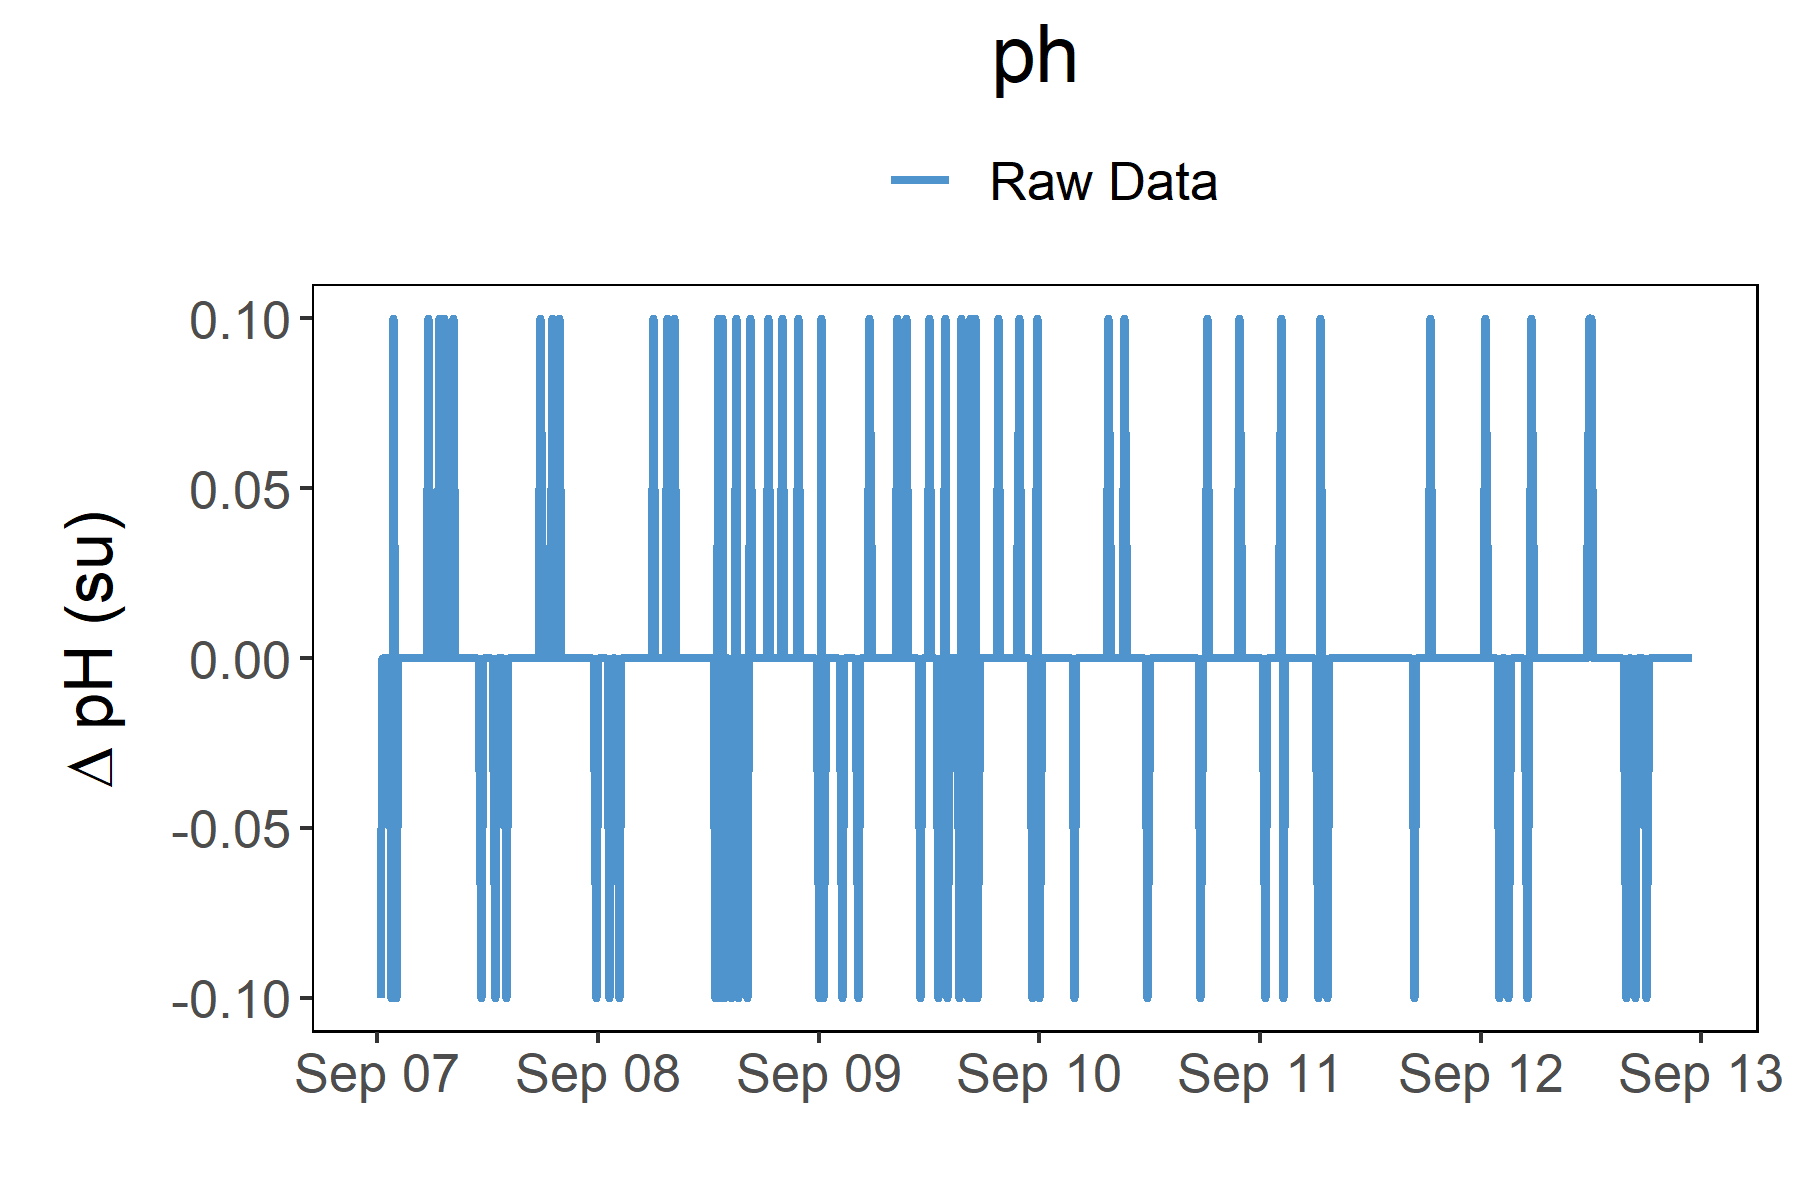 ph
Raw Data
Δ pH (su)
0.10
0.05
0.00
-0.05
-0.10
Sep 07 Sep 08 Sep 09 Sep 10 Sep 11 Sep 12 Sep 13